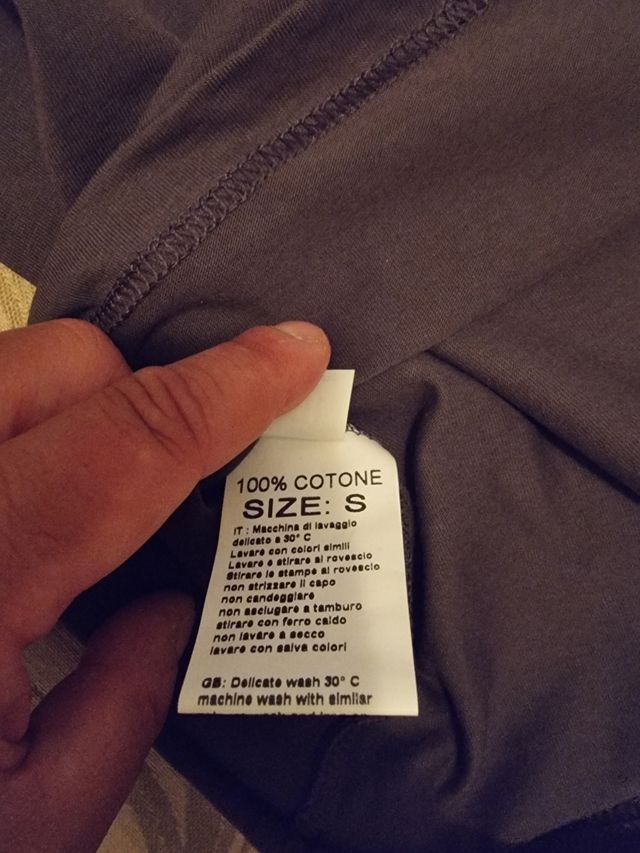 100% COTONE
SIZE: S
IT : Macchina di lavaggio
delicato a 30° C
Lavare con colori simili
Lavare e stirare al rovescio
Stirare le stampe al rovescio
non strizzare il capo
non candeggiare
non asciugare a tamburo
stirare con ferro caldo
non lavare a secco
lavare con salva colori
GB: Delicate wash 30° C
machine wash with similar